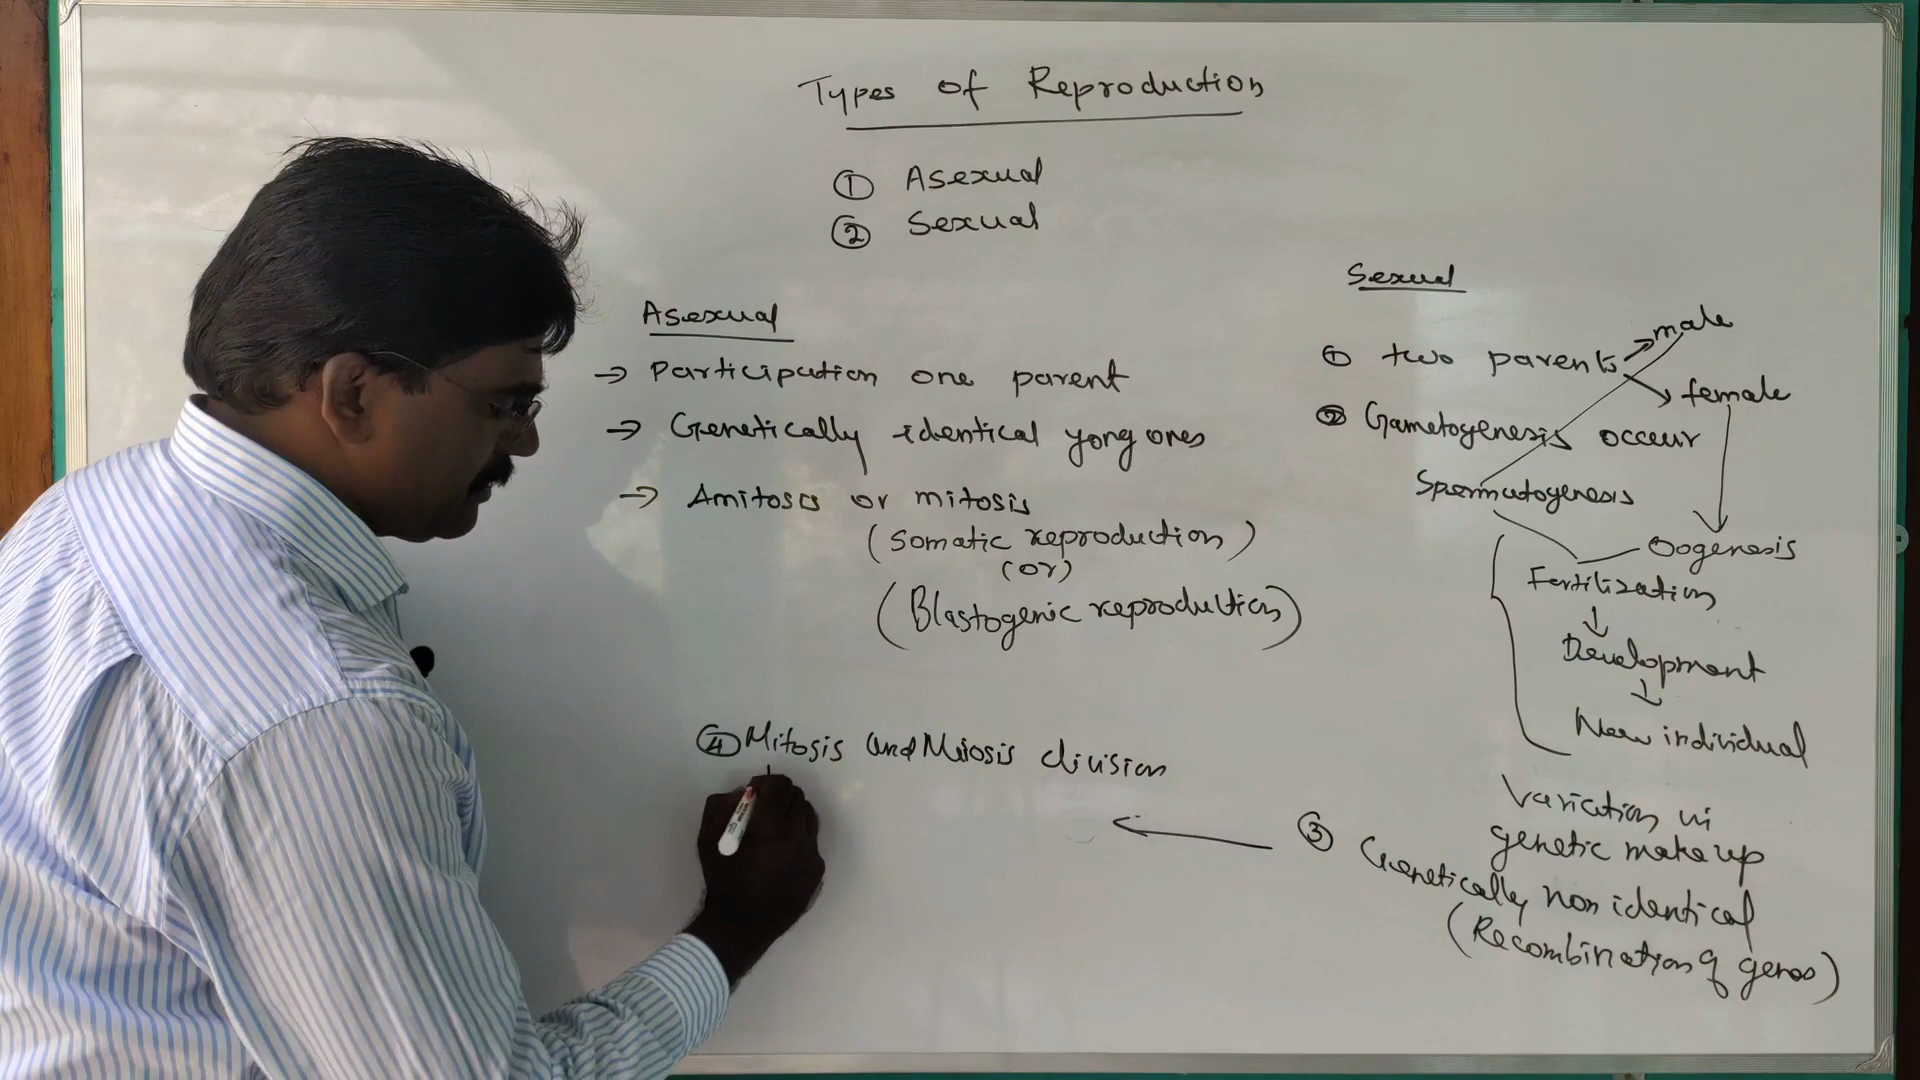 Types of Reproduction
① Asexual
② Sexual
Asexual
→ Participation one parent
→ Genetically identical yong ones
→ Amitosis or mitosis
(Somatic reproduction)
(or)
(Blastogenic reproduction)
Sexual
① two parents male
female
② Gametogenesis occur
Spermatogenesis
Oogenesis
Fertilization
↓
Development
↓
New individual
Variation in
genetic make up
③ Genetically non identical
(Recombination of genes)
④ Mitosis and Meiosis division